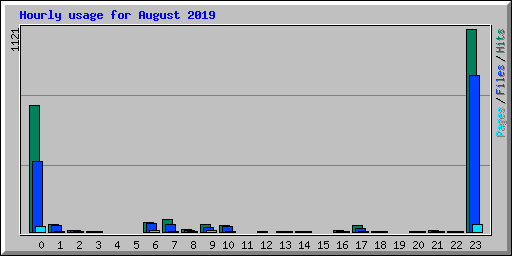 Hourly usage for August 2019
1121
Pages / Files / Hits
0 1 2 3 4 5 6 7 8 9 10 11 12 13 14 15 16 17 18 19 20 21 22 23